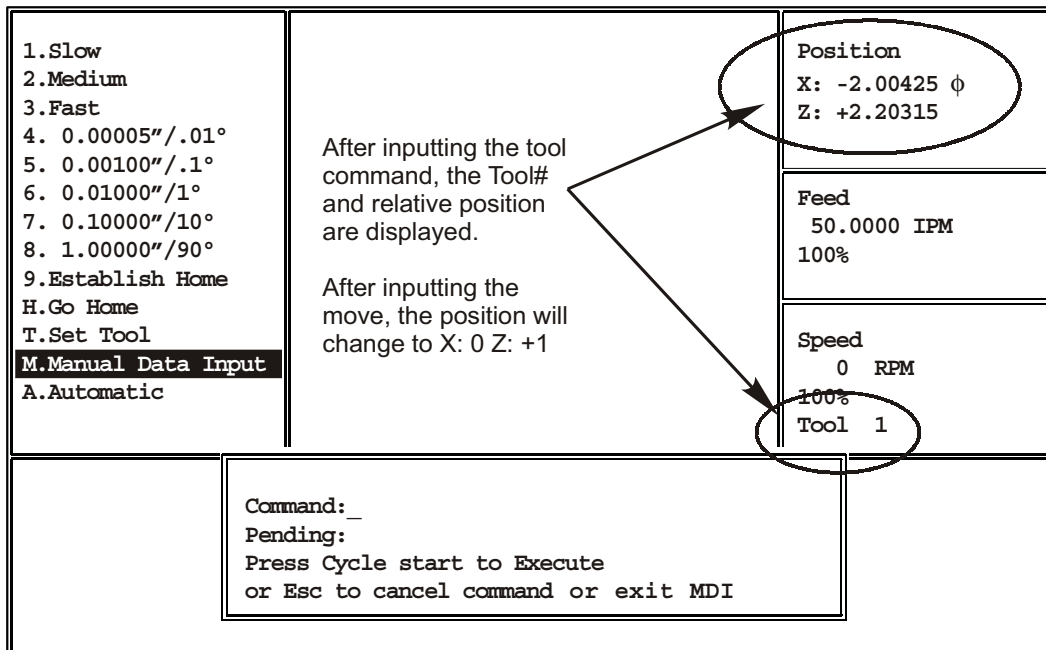 1.Slow
2.Medium
3.Fast
4. 0.00005″/.01°
5. 0.00100″/.1°
6. 0.01000″/1°
7. 0.10000″/10°
8. 1.00000″/90°
9.Establish Home
H.Go Home
T.Set Tool
M.Manual Data Input
A.Automatic
After inputting the tool
command, the Tool#
and relative position
are displayed.
After inputting the
move, the position will
change to X: 0 Z: +1
Position
X: -2.00425 ϕ
Z: +2.20315
Feed
50.0000 IPM
100%
Speed
0 RPM
100%
Tool 1
Command:_
Pending:
Press Cycle start to Execute
or Esc to cancel command or exit MDI